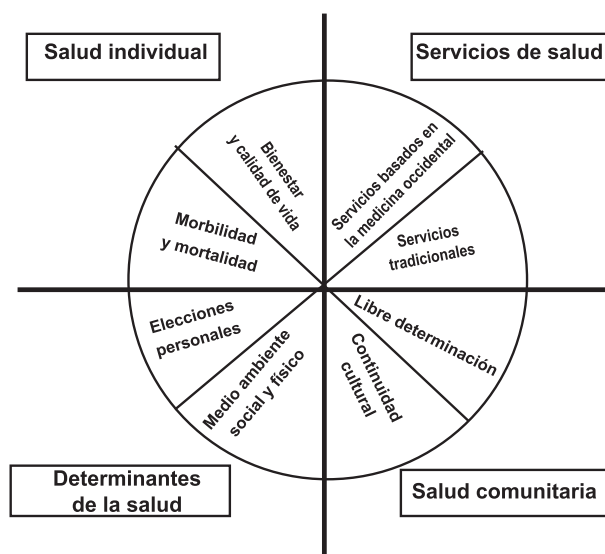 Salud individual
Servicios de salud
Bienestar
y calidad de vida
Servicios basados en
la medicina occidental
Morbilidad
y mortalidad
Servicios
tradicionales
Elecciones
personales
Libre determinación
Medio ambiente
social y físico
Continuidad
cultural
Determinantes
de la salud
Salud comunitaria